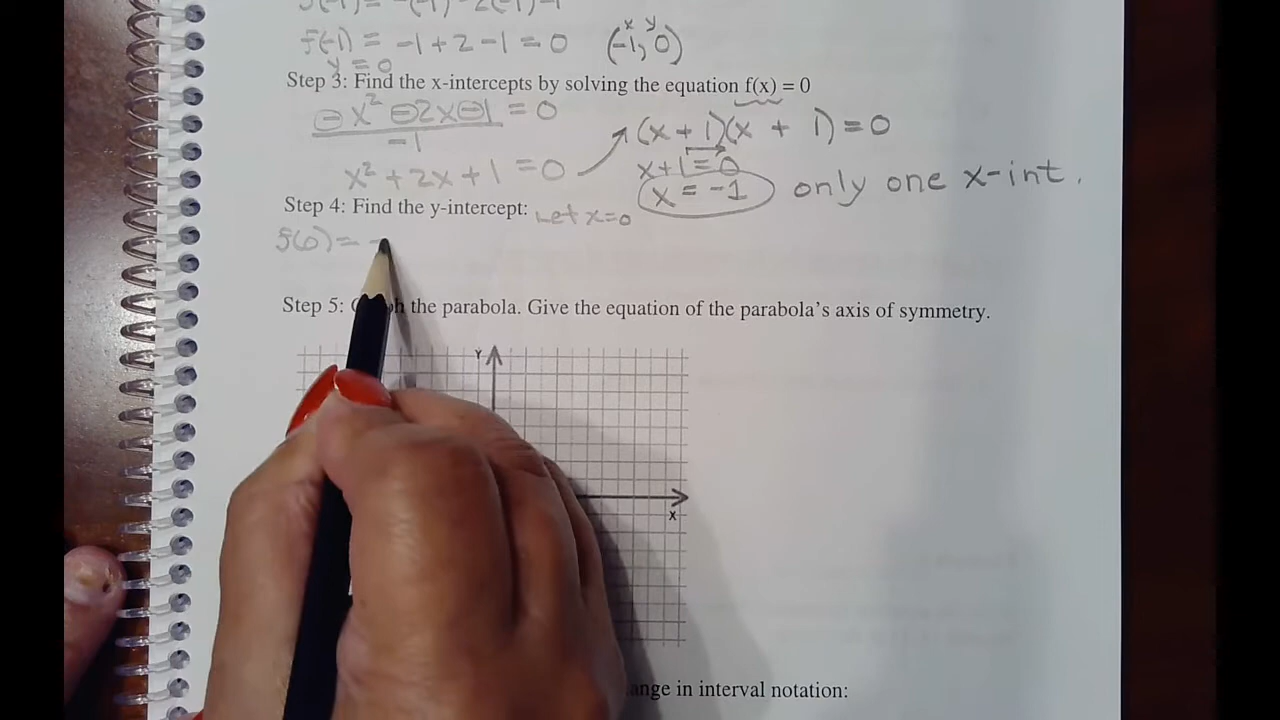 f(-1) = -1 + 2 - 1 = 0 (-1, 0)
x y
y = 0
Step 3: Find the x-intercepts by solving the equation f(x) = 0
-x² -2x -1 = 0
-1
(x + 1)(x + 1) = 0
x² + 2x + 1 = 0
x + 1 = 0
x = -1 only one x-int.
Step 4: Find the y-intercept: Let x=0
f(0) = -
Step 5: the parabola. Give the equation of the parabola's axis of symmetry.
Y
X
in interval notation: